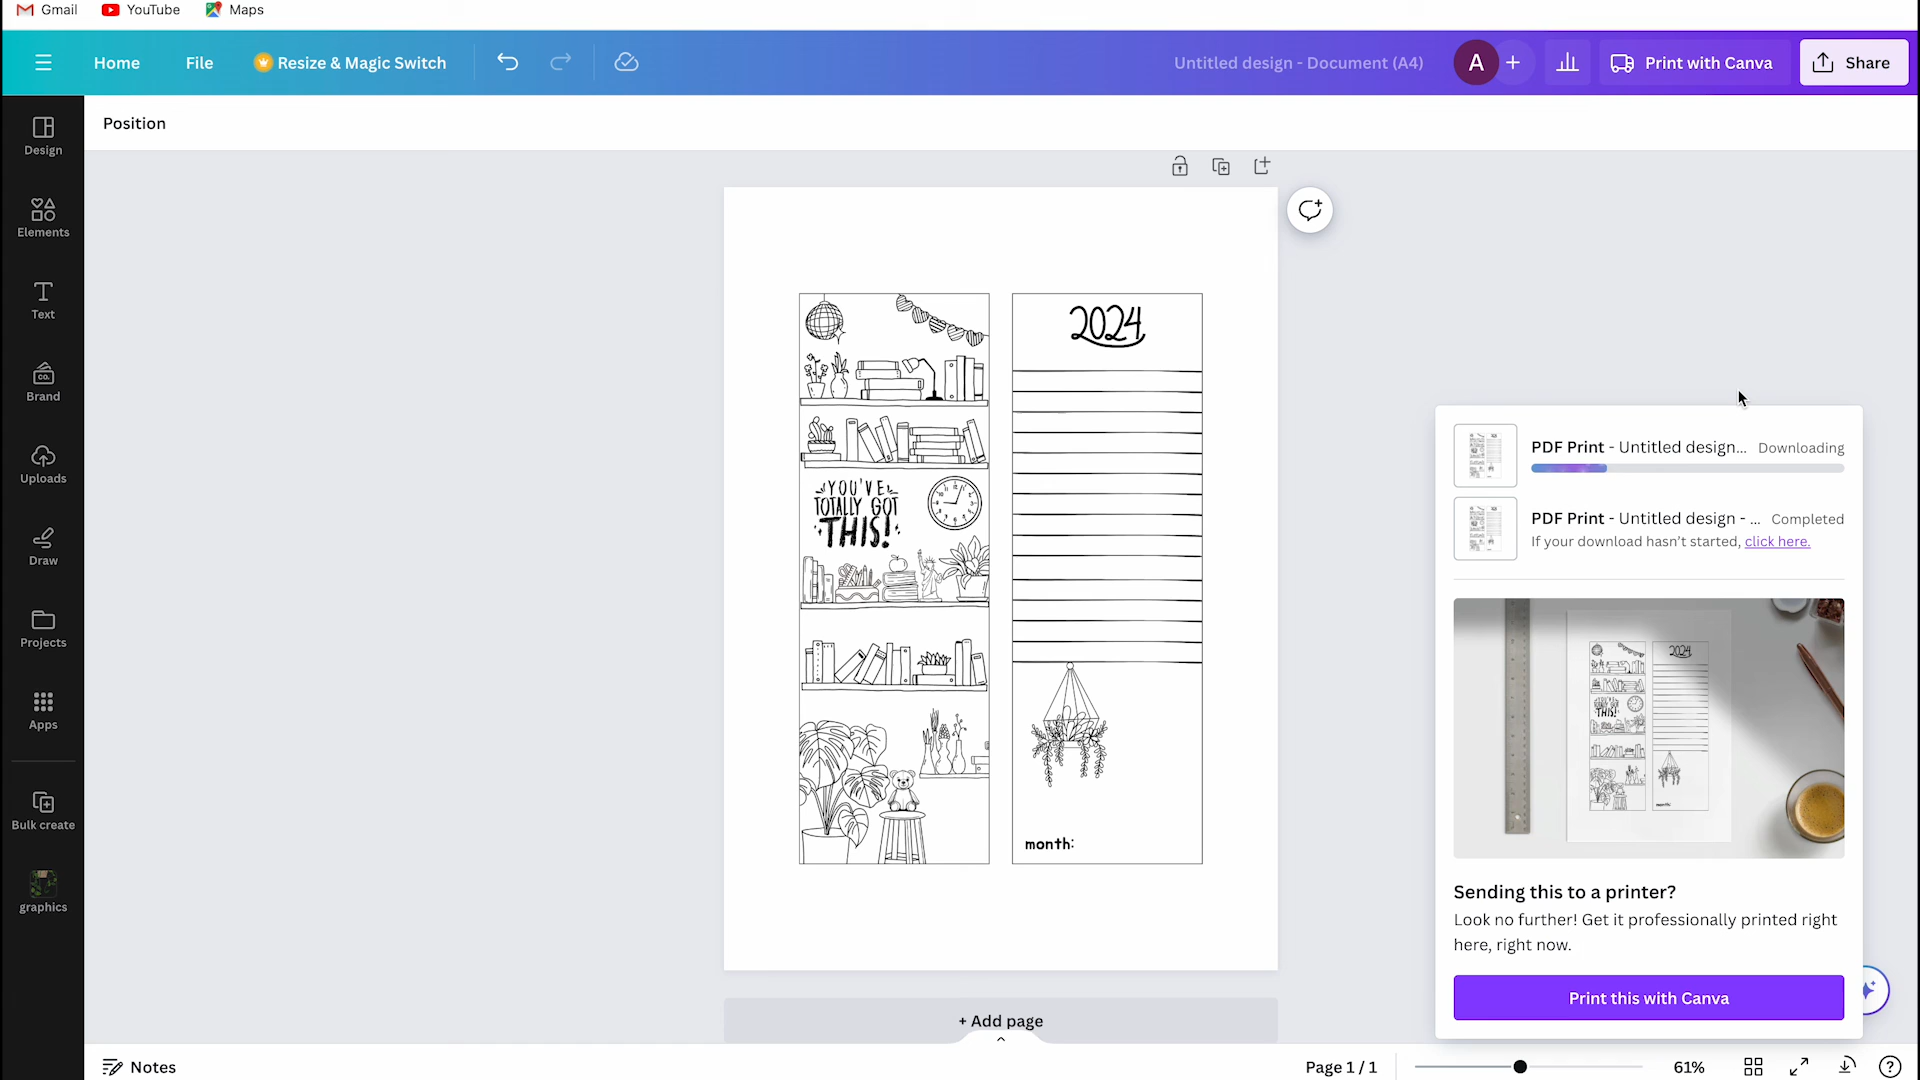 Gmail
YouTube
Maps
Home
File
Resize & Magic Switch
Untitled design - Document (A4)
A
Print with Canva
Share
Position
Design
Elements
Text
CO.
Brand
Uploads
Draw
Projects
Apps
Bulk create
graphics
YOU'VE
TOTALLY GOT
THIS!
2024
month:
PDF Print - Untitled design... Downloading
PDF Print - Untitled design - ... Completed
If your download hasn't started, click here.
2024
THIS!
month:
Sending this to a printer?
Look no further! Get it professionally printed right
here, right now.
Print this with Canva
+ Add page
Notes
Page 1 / 1
61%